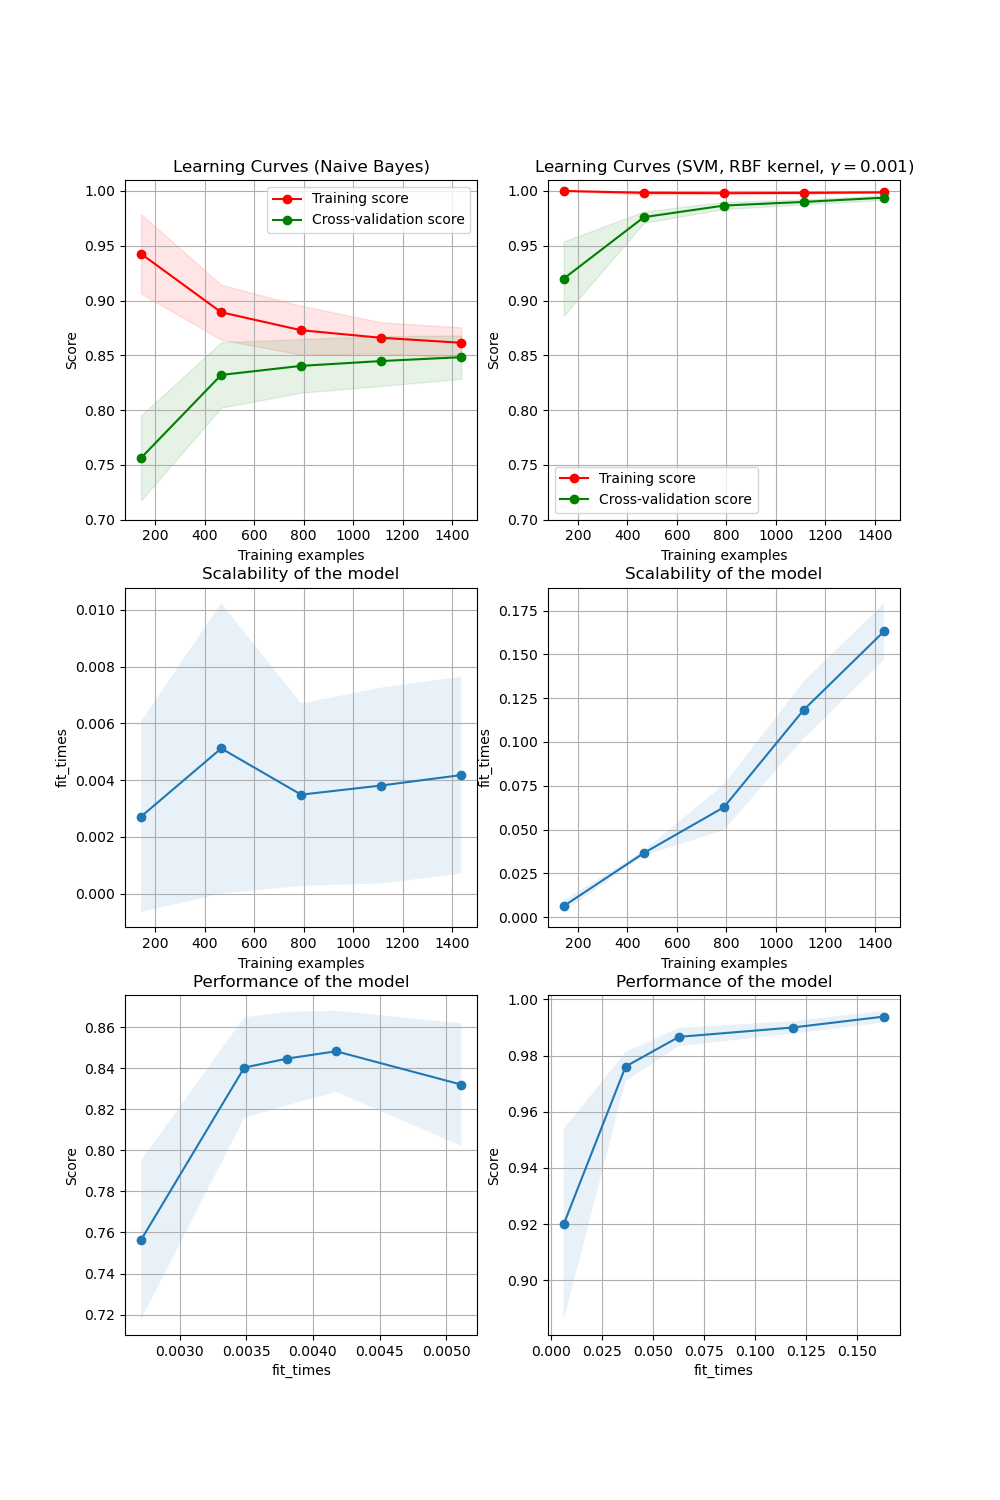 Learning Curves (Naive Bayes)
1.00
0.95
0.90
0.85
0.80
0.75
0.70
Score
Training score
Cross-validation score
200 400 600 800 1000 1200 1400
Training examples
Learning Curves (SVM, RBF kernel, γ = 0.001)
1.00
0.95
0.90
0.85
0.80
0.75
0.70
Score
Training score
Cross-validation score
200 400 600 800 1000 1200 1400
Training examples
Scalability of the model
0.010
0.008
0.006
0.004
0.002
0.000
fit_times
200 400 600 800 1000 1200 1400
Training examples
Scalability of the model
0.175
0.150
0.125
0.100
0.075
0.050
0.025
0.000
fit_times
200 400 600 800 1000 1200 1400
Training examples
Performance of the model
0.86
0.84
0.82
0.80
0.78
0.76
0.74
0.72
Score
0.0030 0.0035 0.0040 0.0045 0.0050
fit_times
Performance of the model
1.00
0.98
0.96
0.94
0.92
0.90
Score
0.000 0.025 0.050 0.075 0.100 0.125 0.150
fit_times